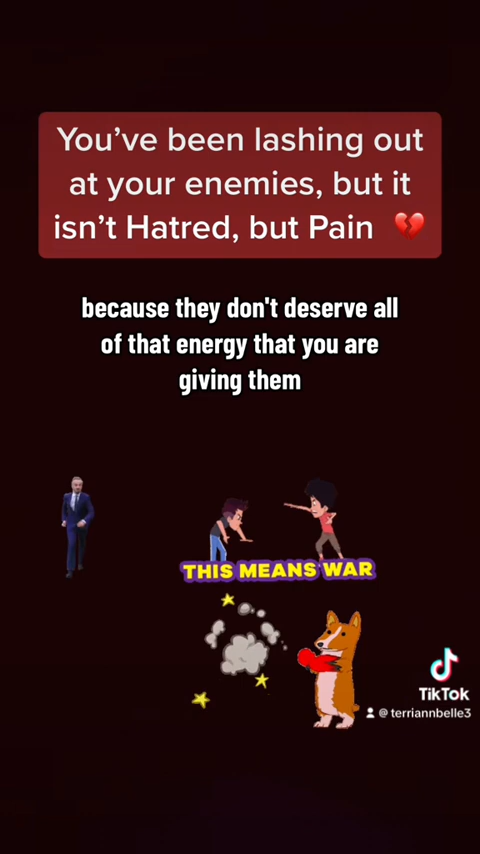 You’ve been lashing out
at your enemies, but it
isn’t Hatred, but Pain 💔
because they don't deserve all
of that energy that you are
giving them
THIS MEANS WAR
TikTok
@ terriannbelle3